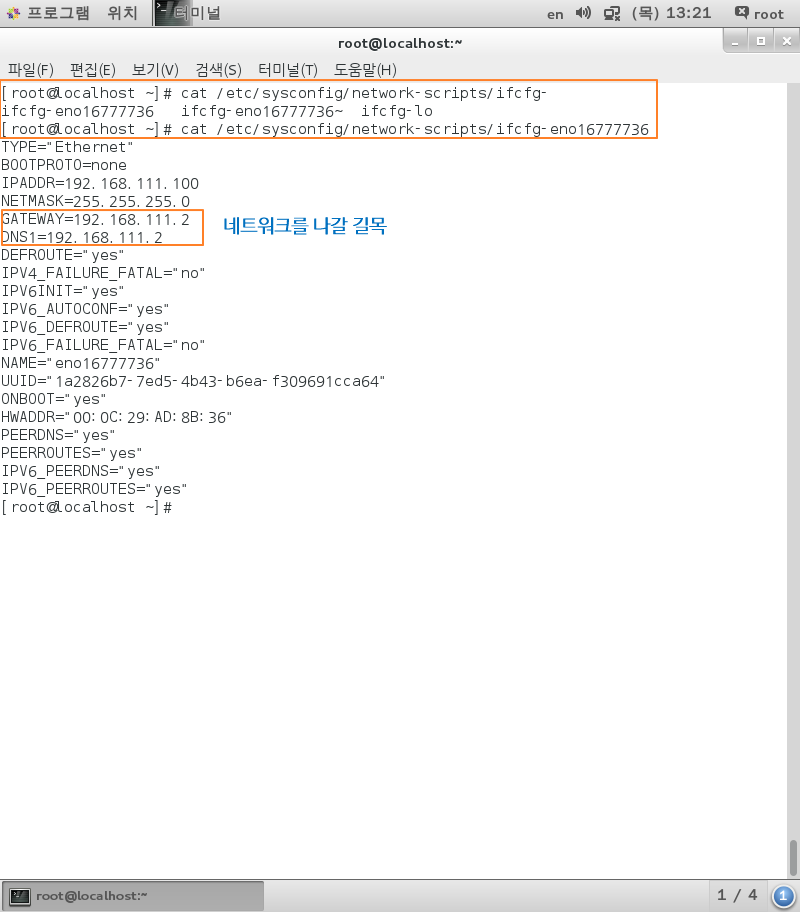 프로그램 위치 터미널 en (목) 13:21 root
root@localhost:~
파일(F) 편집(E) 보기(V) 검색(S) 터미널(T) 도움말(H)
[root@localhost ~]# cat /etc/sysconfig/network-scripts/ifcfg-
ifcfg-eno16777736 ifcfg-eno16777736~ ifcfg-lo
[root@localhost ~]# cat /etc/sysconfig/network-scripts/ifcfg-eno16777736
TYPE="Ethernet"
BOOTPROTO=none
IPADDR=192.168.111.100
NETMASK=255.255.255.0
GATEWAY=192.168.111.2
네트워크를 나갈 길목
DNS1=192.168.111.2
DEFROUTE="yes"
IPV4_FAILURE_FATAL="no"
IPV6INIT="yes"
IPV6_AUTOCONF="yes"
IPV6_DEFROUTE="yes"
IPV6_FAILURE_FATAL="no"
NAME="eno16777736"
UUID="1a2826b7-7ed5-4b43-b6ea-f309691cca64"
ONBOOT="yes"
HWADDR="00:0C:29:AD:8B:36"
PEERDNS="yes"
PEERROUTES="yes"
IPV6_PEERDNS="yes"
IPV6_PEERROUTES="yes"
[root@localhost ~]#
root@localhost:~ 1 / 4 1